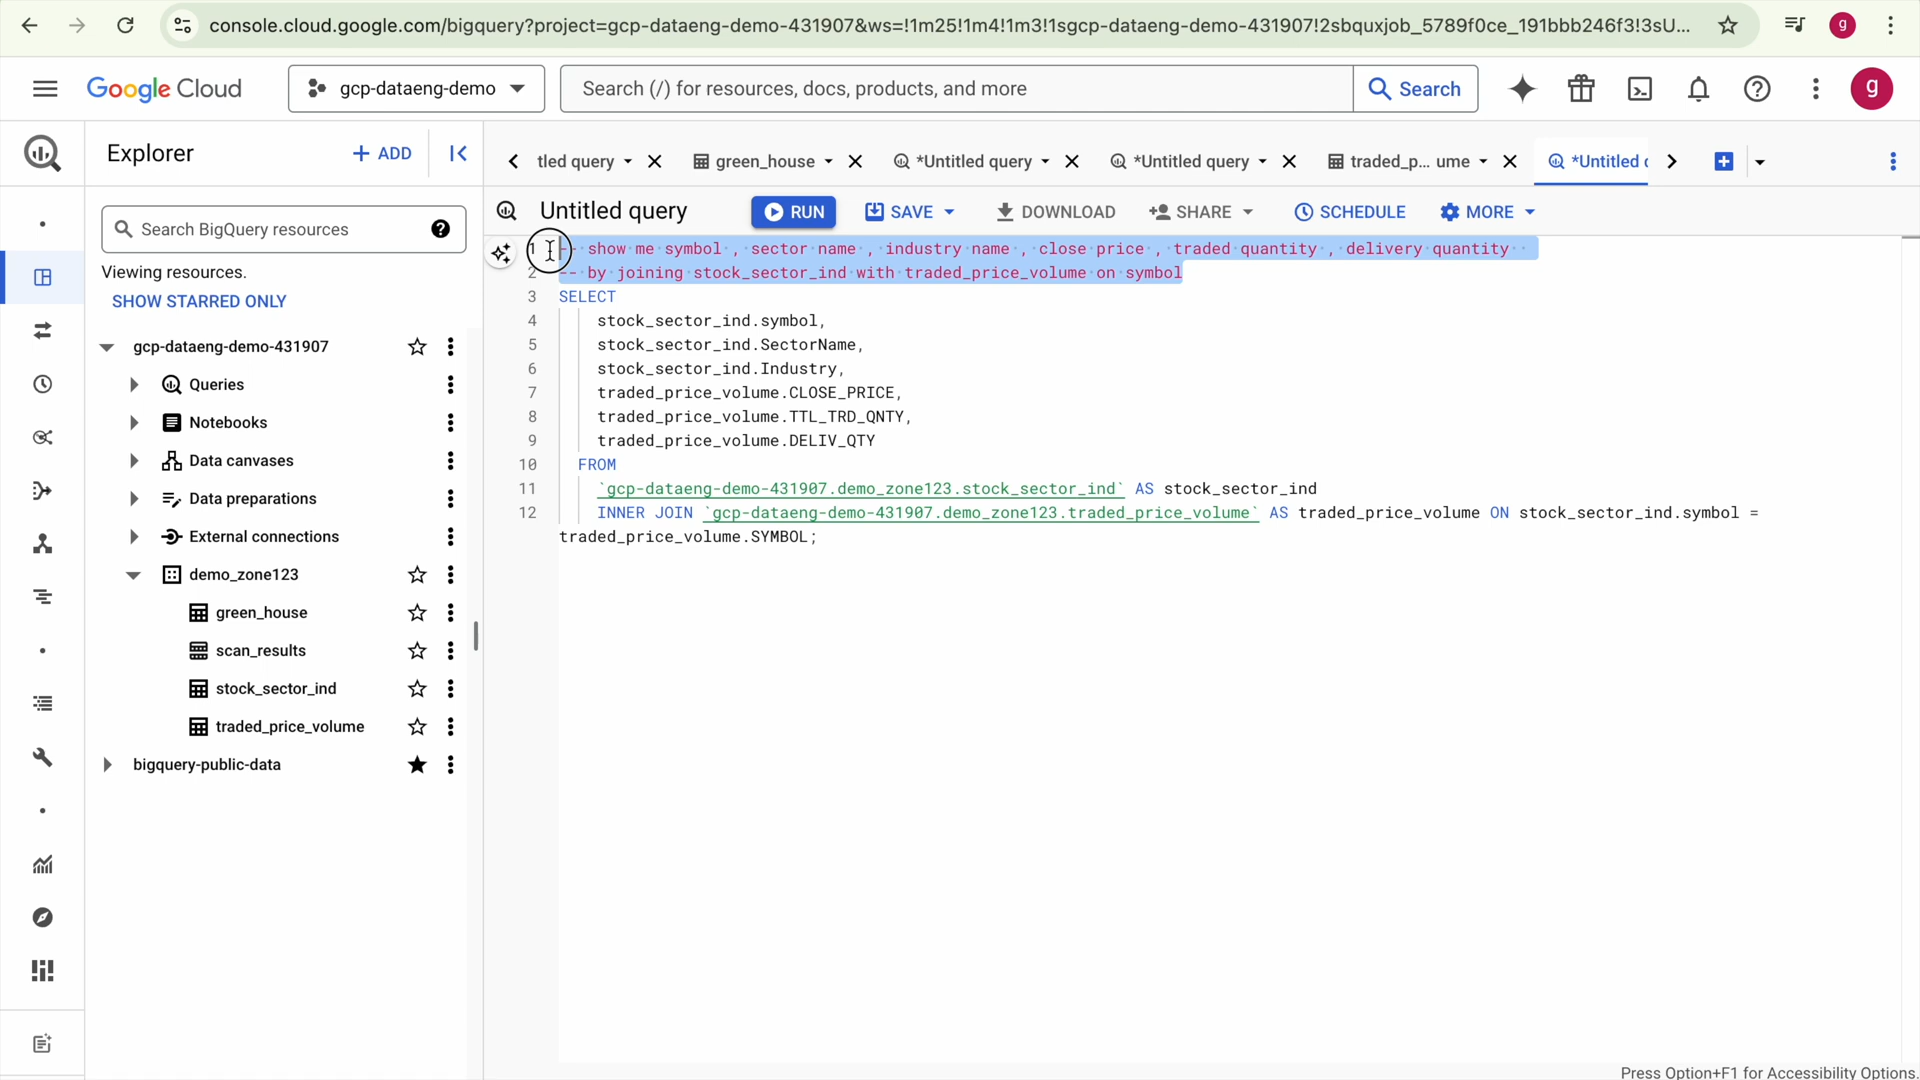 console.cloud.google.com/bigquery?project=gcp-dataeng-demo-431907&ws=!1m25!1m4!1m3!1sgcp-dataeng-demo-431907!2sbquxjob_5789f0ce_191bbb246f3!3sU...
g
Google Cloud
gcp-dataeng-demo
Search (/) for resources, docs, products, and more
Search
g
Explorer
+ ADD
tled query
green_house
*Untitled query
*Untitled query
traded_p... ume
*Untitled
Untitled query
RUN
SAVE
DOWNLOAD
SHARE
SCHEDULE
MORE
Search BigQuery resources
Viewing resources.
SHOW STARRED ONLY
gcp-dataeng-demo-431907
Queries
Notebooks
Data canvases
Data preparations
External connections
demo_zone123
green_house
scan_results
stock_sector_ind
traded_price_volume
bigquery-public-data
1 -- show me symbol , sector name , industry name , close price , traded quantity , delivery quantity
2 -- by joining stock_sector_ind with traded_price_volume on symbol
3 SELECT
4 stock_sector_ind.symbol,
5 stock_sector_ind.SectorName,
6 stock_sector_ind.Industry,
7 traded_price_volume.CLOSE_PRICE,
8 traded_price_volume.TTL_TRD_QNTY,
9 traded_price_volume.DELIV_QTY
10 FROM
11 `gcp-dataeng-demo-431907.demo_zone123.stock_sector_ind` AS stock_sector_ind
12 INNER JOIN `gcp-dataeng-demo-431907.demo_zone123.traded_price_volume` AS traded_price_volume ON stock_sector_ind.symbol =
traded_price_volume.SYMBOL;
Press Option+F1 for Accessibility Options.